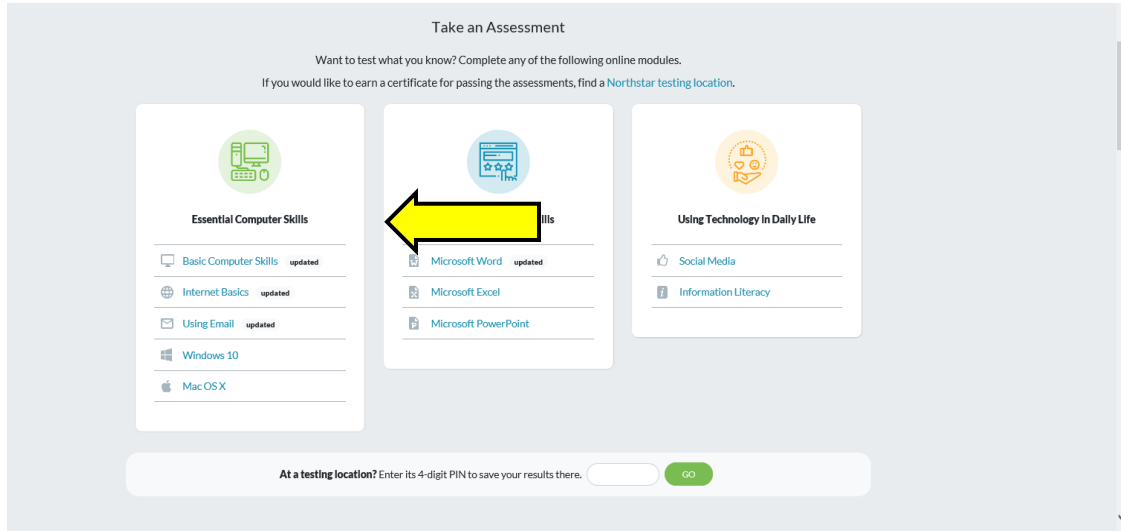 Take an Assessment
Want to test what you know? Complete any of the following online modules.
If you would like to earn a certificate for passing the assessments, find a Northstar testing location.
Essential Computer Skills
Basic Computer Skills updated
Internet Basics updated
Using Email updated
Windows 10
Mac OS X
Microsoft Word updated
Microsoft Excel
Microsoft PowerPoint
Using Technology in Daily Life
Social Media
Information Literacy
At a testing location? Enter its 4-digit PIN to save your results there. GO